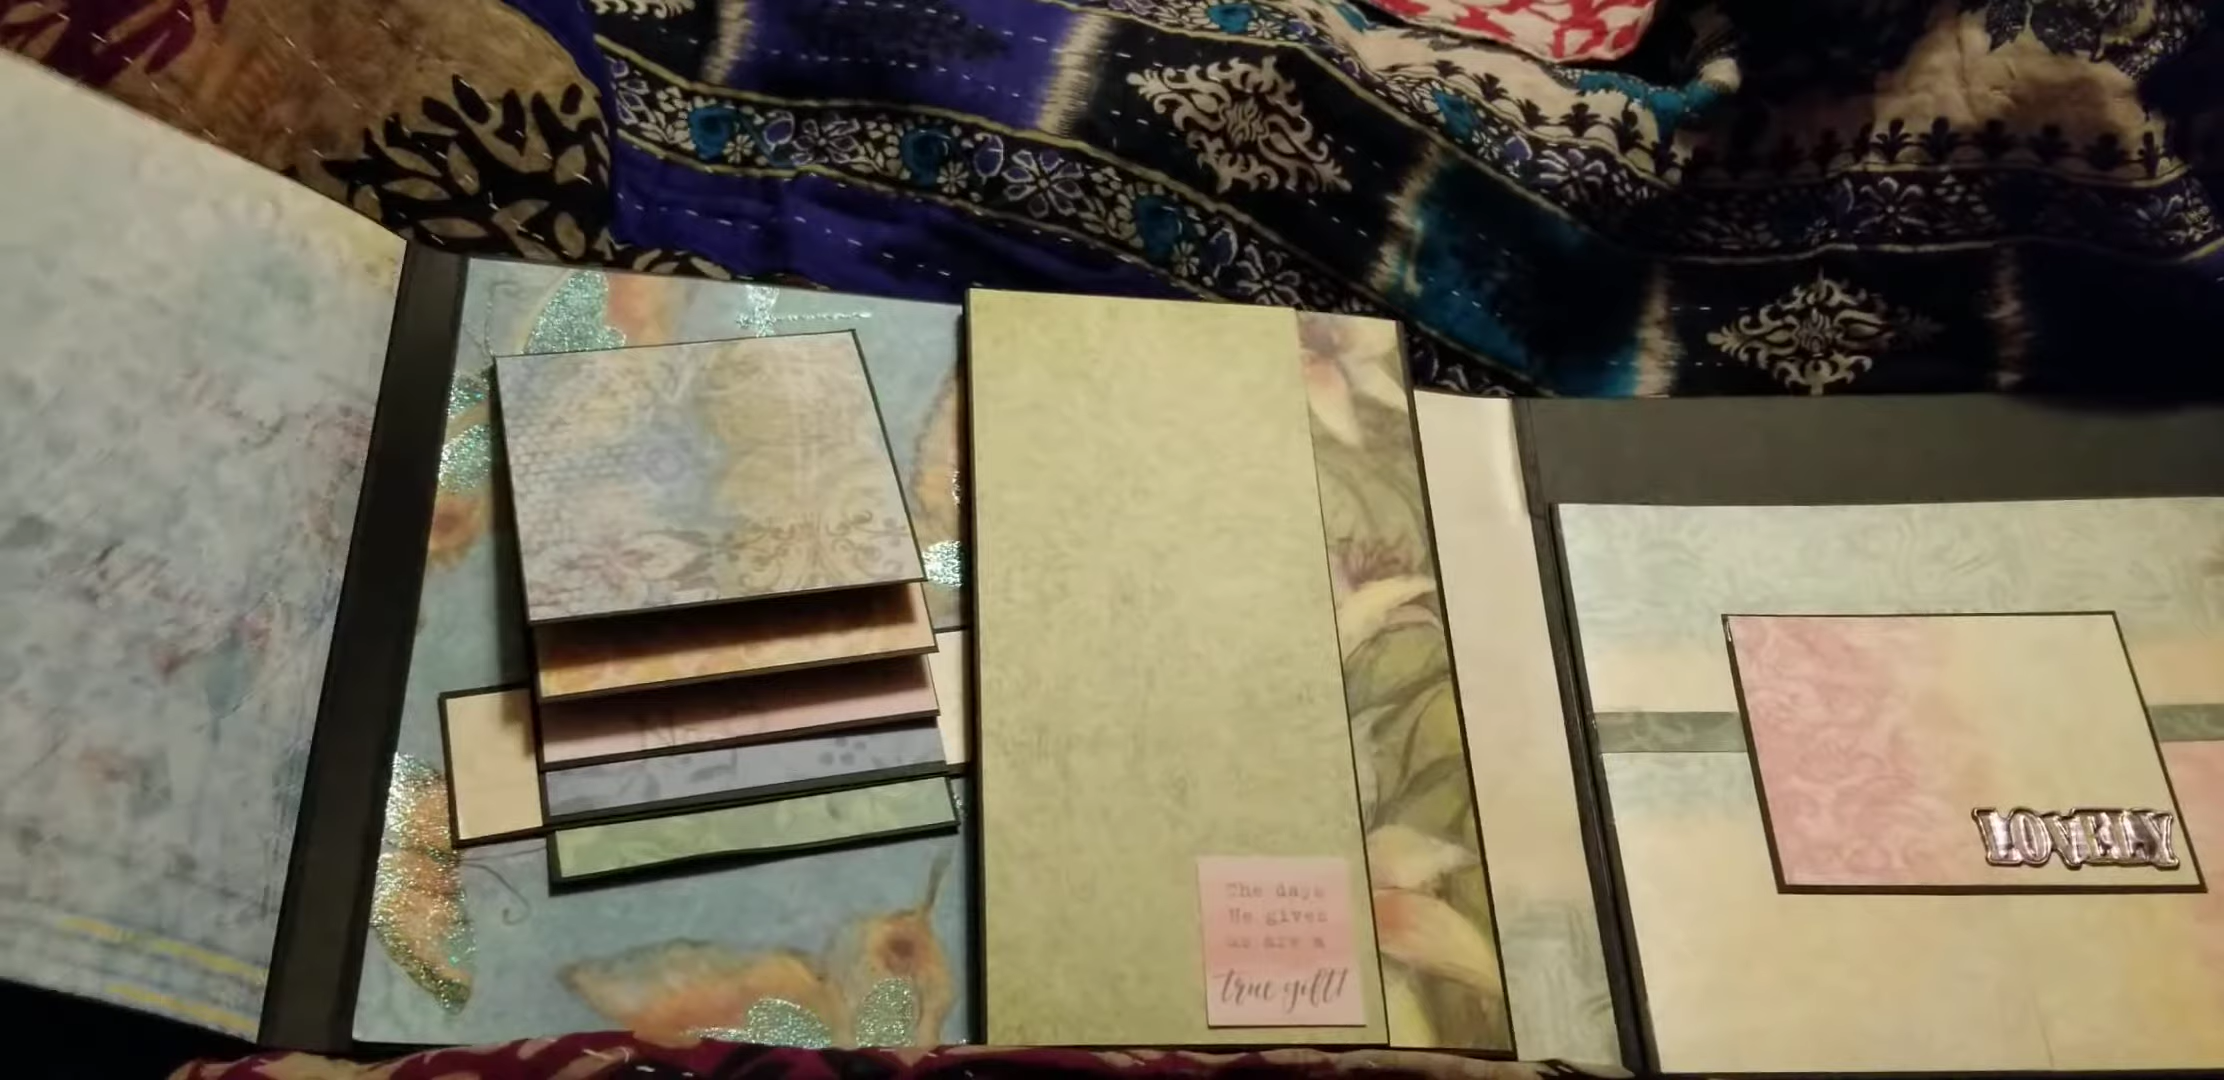 The days
He gives
us are a
true gift!
LOVELY